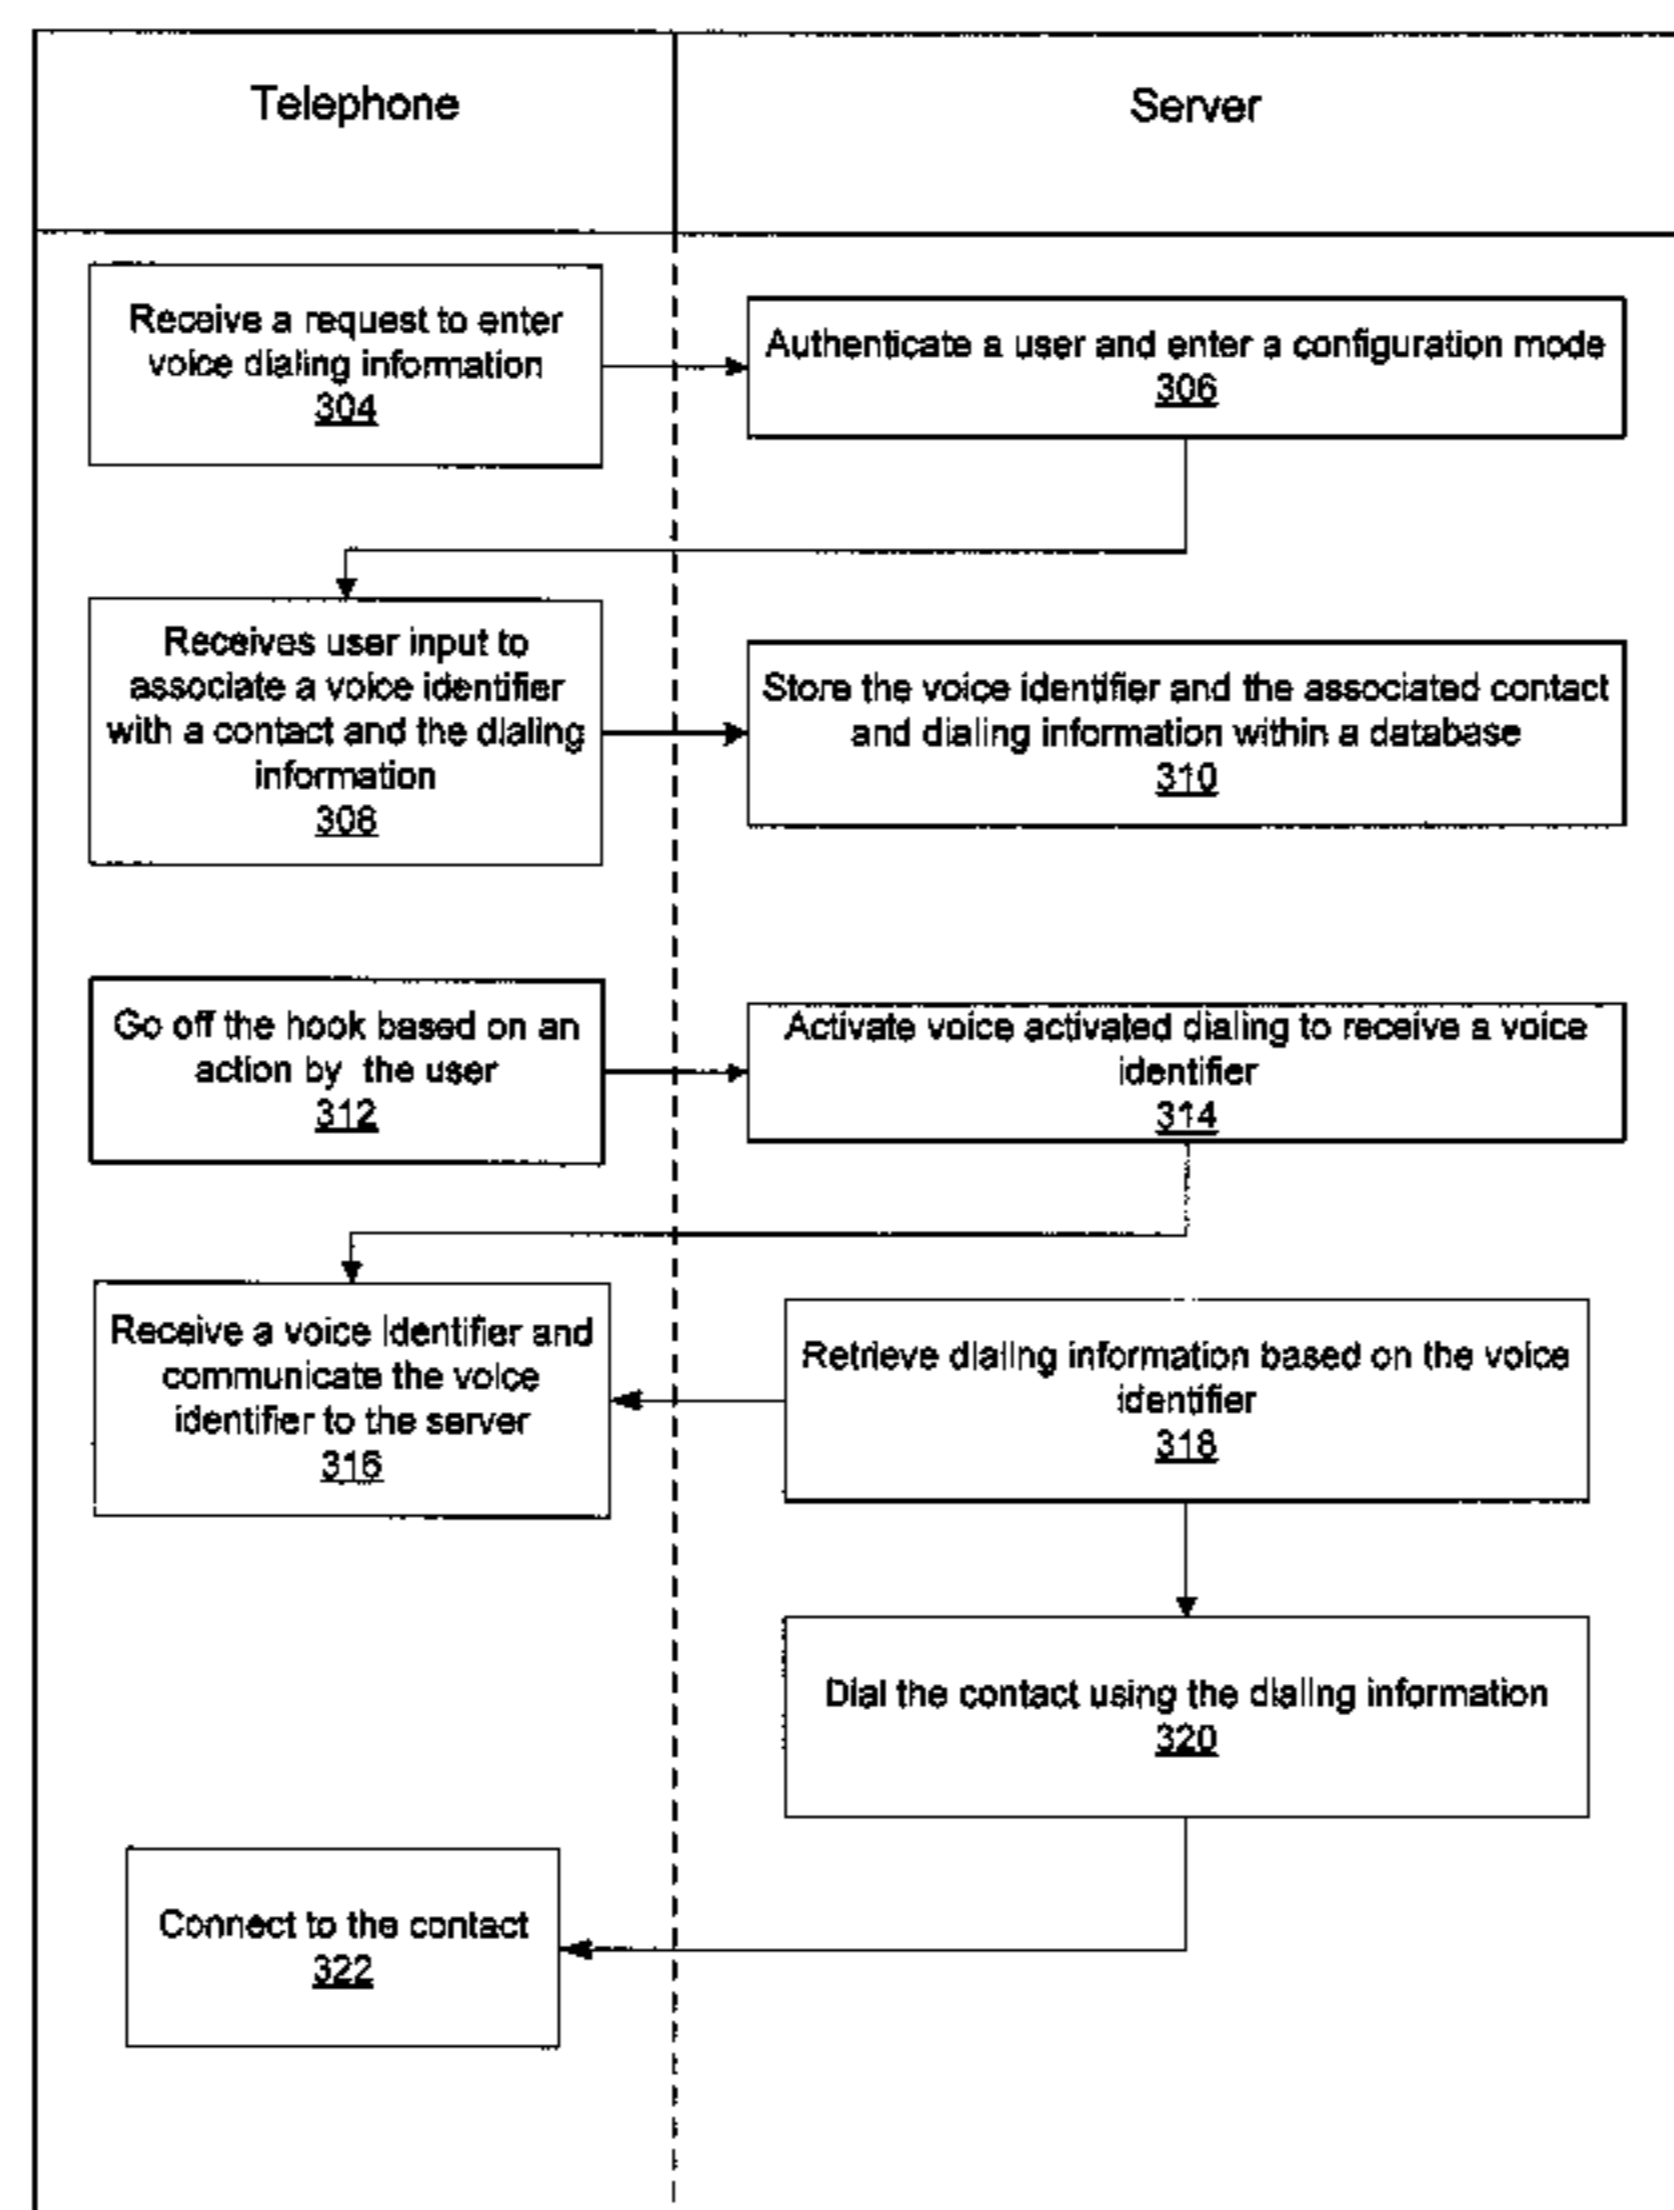 Telephone
Server
Receive a request to enter
voice dialing information
304
Authenticate a user and enter a configuration mode
306
Receives user input to
associate a voice identifier
with a contact and the dialing
information
308
Store the voice identifier and the associated contact
and dialing information within a database
310
Go off the hook based on an
action by the user
312
Activate voice activated dialing to receive a voice
identifier
314
Receive a voice identifier and
communicate the voice
identifier to the server
316
Retrieve dialing information based on the voice
identifier
318
Dial the contact using the dialing information
320
Connect to the contact
322